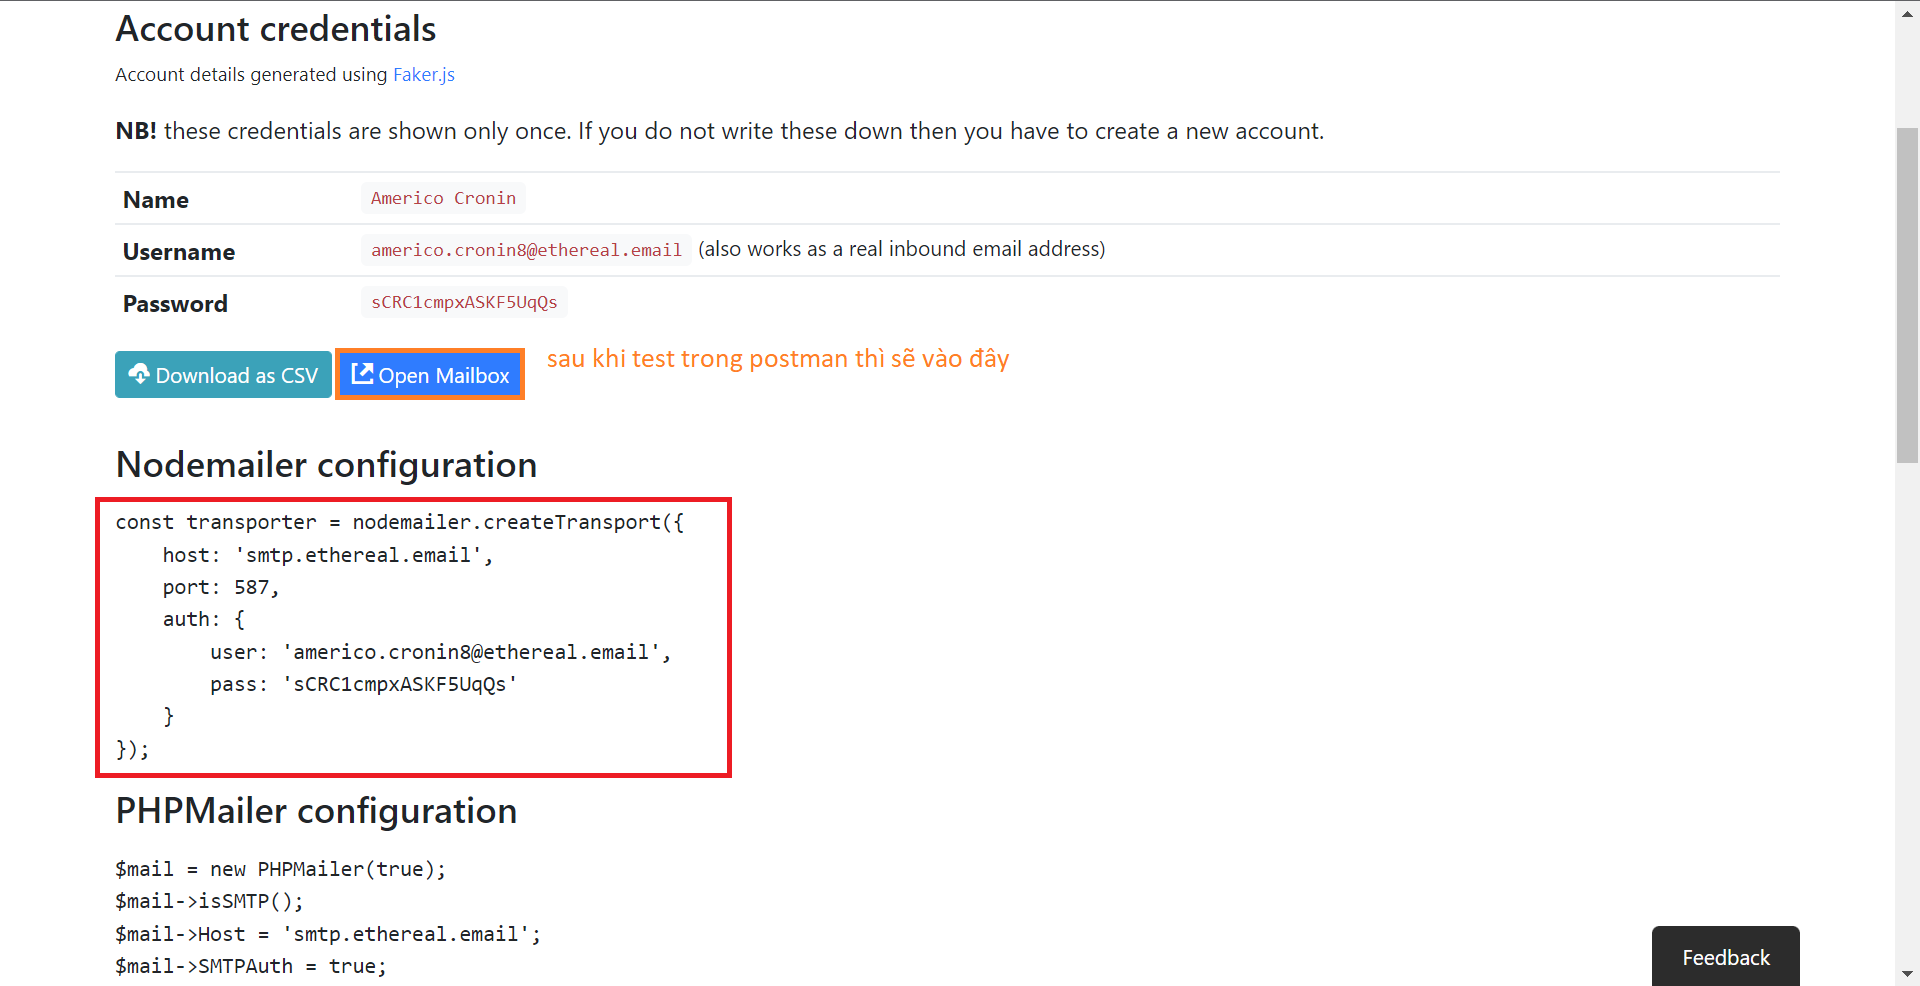 Account credentials
Account details generated using Faker.js
NB! these credentials are shown only once. If you do not write these down then you have to create a new account.
Name Americo Cronin
Username americo.cronin8@ethereal.email (also works as a real inbound email address)
Password sCRC1cmpxASKF5UqQs
Download as CSV Open Mailbox sau khi test trong postman thì sẽ vào đây
Nodemailer configuration
const transporter = nodemailer.createTransport({
    host: 'smtp.ethereal.email',
    port: 587,
    auth: {
        user: 'americo.cronin8@ethereal.email',
        pass: 'sCRC1cmpxASKF5UqQs'
    }
});
PHPMailer configuration
$mail = new PHPMailer(true);
$mail->isSMTP();
$mail->Host = 'smtp.ethereal.email';
$mail->SMTPAuth = true;
Feedback